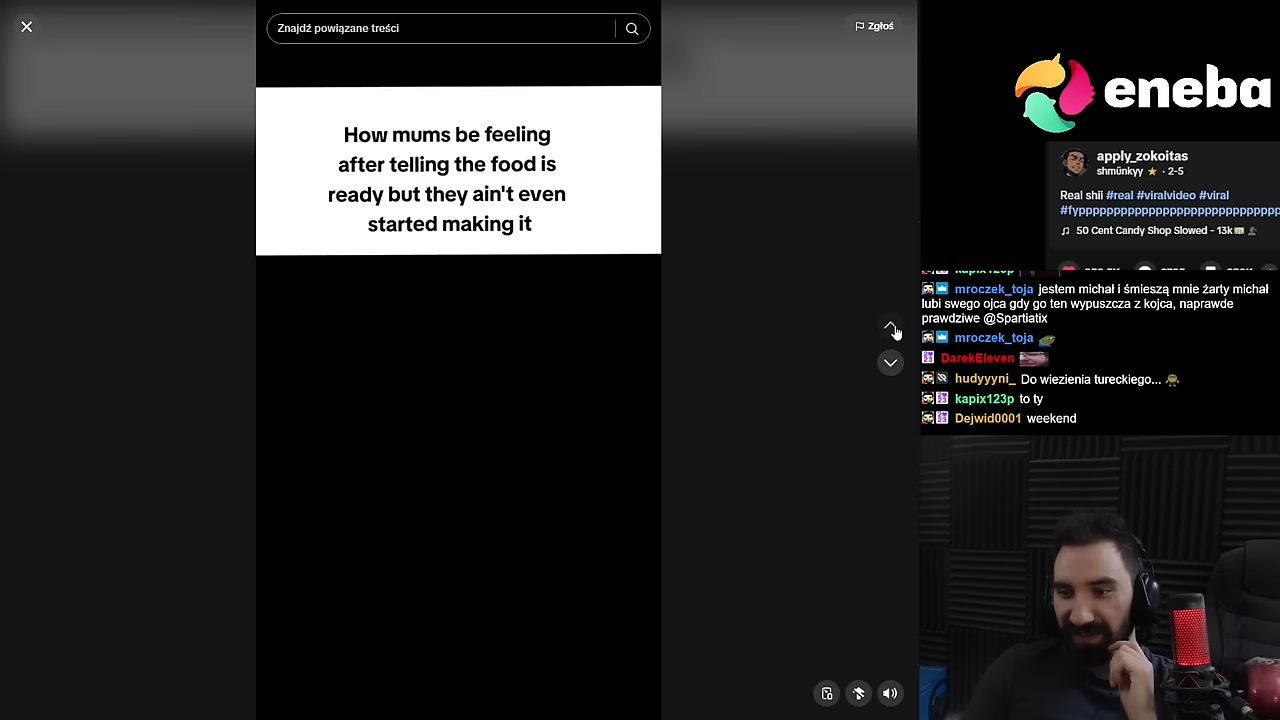 Znajdź powiązane treści
Zgłoś
How mums be feeling
after telling the food is
ready but they ain't even
started making it
eneba
apply_zokoitas
shmünkyy ⭐ · 2-5
Real shii #real #viralvideo #viral
#fyppppppppppppppppppppppppppppp
50 Cent Candy Shop Slowed - 13k
kapix123p
mroczek_toja jestem michał i śmieszą mnie żarty michał
lubi swego ojca gdy go ten wypuszcza z kojca, naprawde
prawdziwe @Spartiatix
mroczek_toja
DarekEleven
hudyyyni_ Do wiezienia tureckiego...
kapix123p to ty
Dejwid0001 weekend